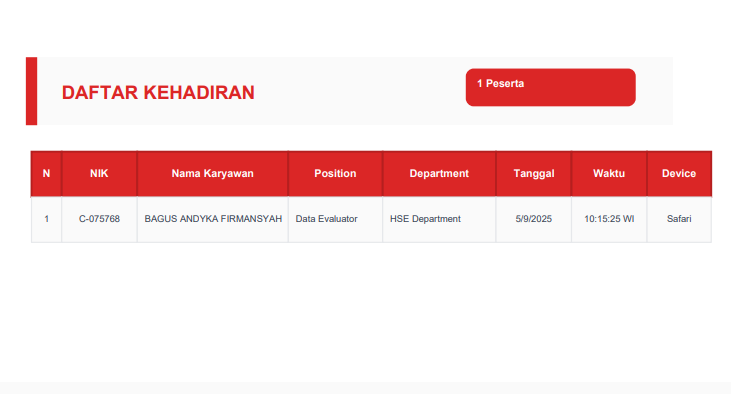 DAFTAR KEHADIRAN
1 Peserta
N NIK Nama Karyawan Position Department Tanggal Waktu Device
1 C-075768 BAGUS ANDYKA FIRMANSYAH Data Evaluator HSE Department 5/9/2025 10:15:25 WI Safari